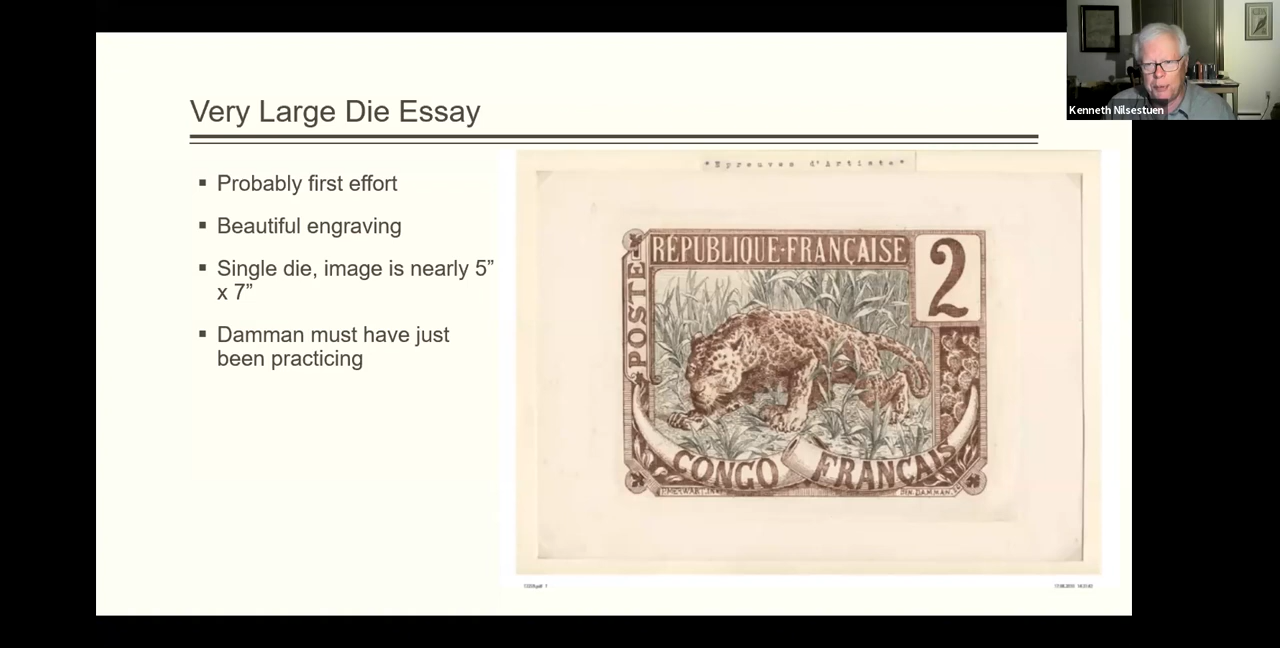 Kenneth Nilsestuen
Very Large Die Essay
▪ Probably first effort
▪ Beautiful engraving
▪ Single die, image is nearly 5”
x 7”
▪ Damman must have just
been practicing
"Epreuves d'Artiste"
RÉPUBLIQUE·FRANÇAISE
2
POSTE
CONGO FRANÇAIS
DAMMAN